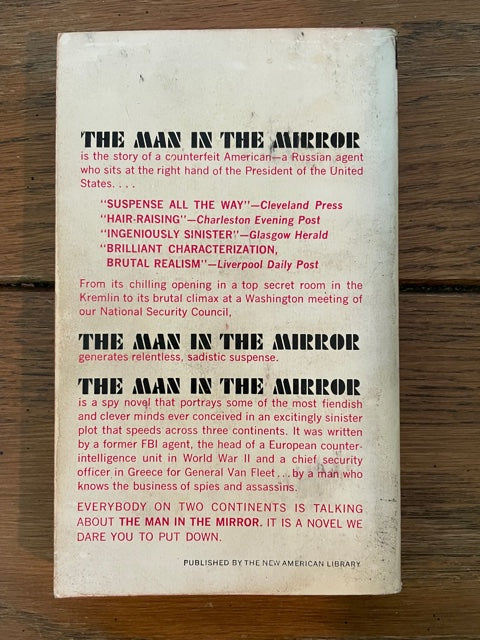 THE MAN IN THE MIRROR
is the story of a counterfeit American—a Russian agent
who sits at the right hand of the President of the United
States. . . .
"SUSPENSE ALL THE WAY"—Cleveland Press
"HAIR-RAISING"—Charleston Evening Post
"INGENIOUSLY SINISTER"—Glasgow Herald
"BRILLIANT CHARACTERIZATION,
BRUTAL REALISM"—Liverpool Daily Post
From its chilling opening in a top secret room in the
Kremlin to its brutal climax at a Washington meeting of
our National Security Council,
THE MAN IN THE MIRROR
generates relentless, sadistic suspense.
THE MAN IN THE MIRROR
is a spy novel that portrays some of the most fiendish
and clever minds ever conceived in an excitingly sinister
plot that speeds across three continents. It was written
by a former FBI agent, the head of a European counter-
intelligence unit in World War II and a chief security
officer in Greece for General Van Fleet . . . by a man who
knows the business of spies and assassins.
EVERYBODY ON TWO CONTINENTS IS TALKING
ABOUT THE MAN IN THE MIRROR. IT IS A NOVEL WE
DARE YOU TO PUT DOWN.
PUBLISHED BY THE NEW AMERICAN LIBRARY